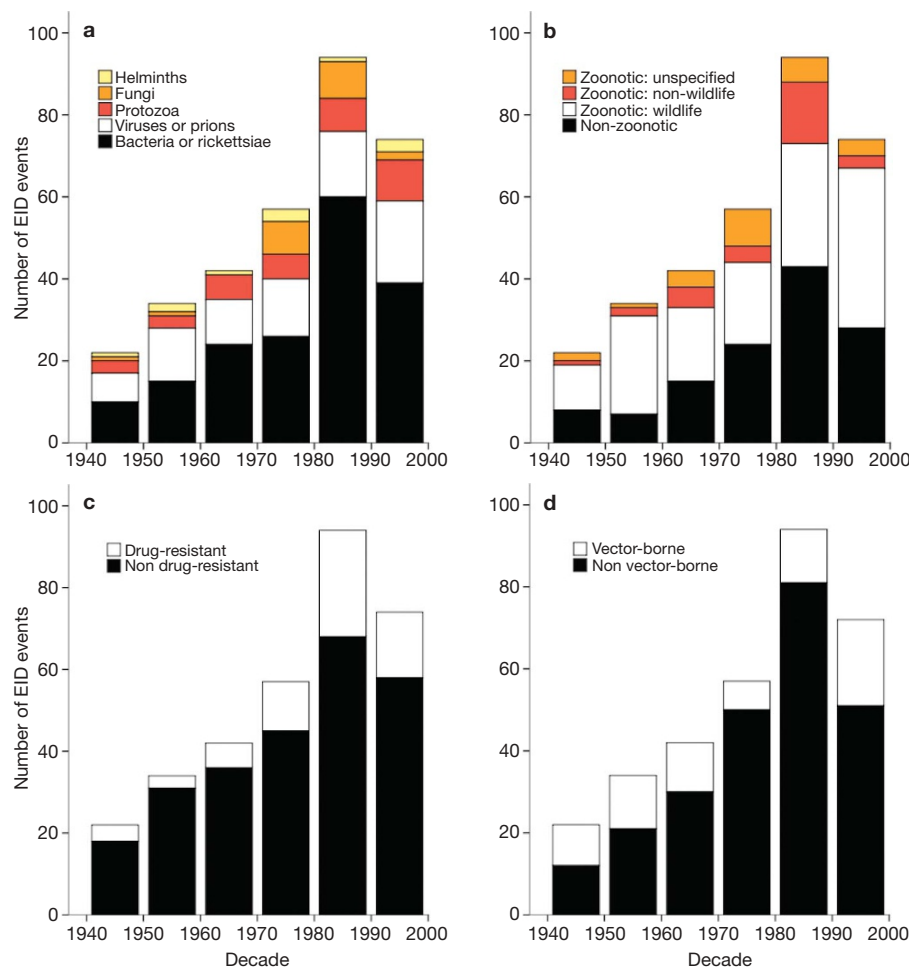 a
Helminths
Fungi
Protozoa
Viruses or prions
Bacteria or rickettsiae
Number of EID events
100
80
60
40
20
0
1940 1950 1960 1970 1980 1990 2000
b
Zoonotic: unspecified
Zoonotic: non-wildlife
Zoonotic: wildlife
Non-zoonotic
100
80
60
40
20
0
1940 1950 1960 1970 1980 1990 2000
c
Drug-resistant
Non drug-resistant
Number of EID events
100
80
60
40
20
0
1940 1950 1960 1970 1980 1990 2000
Decade
d
Vector-borne
Non vector-borne
100
80
60
40
20
0
1940 1950 1960 1970 1980 1990 2000
Decade